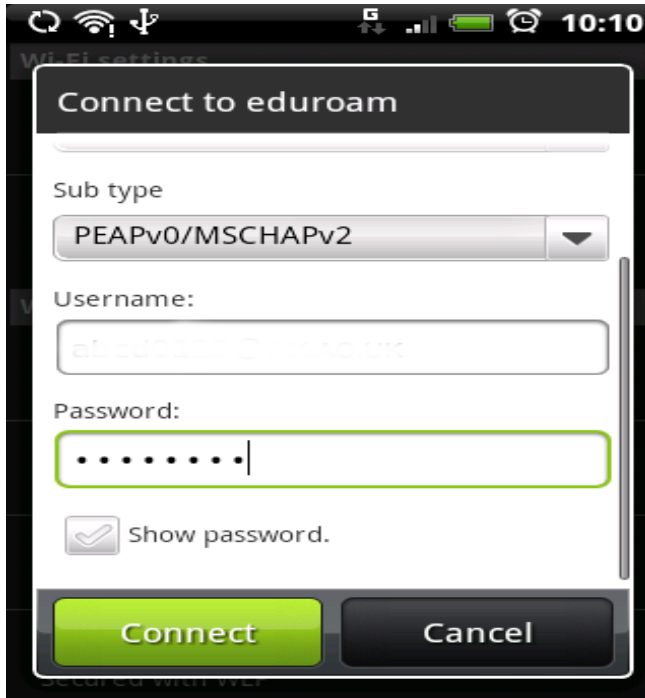 10:10
Wi-Fi settings
Connect to eduroam
Sub type
PEAPv0/MSCHAPv2
Username:
Password:
••••••••
Show password.
Connect
Cancel
Secured with WEP